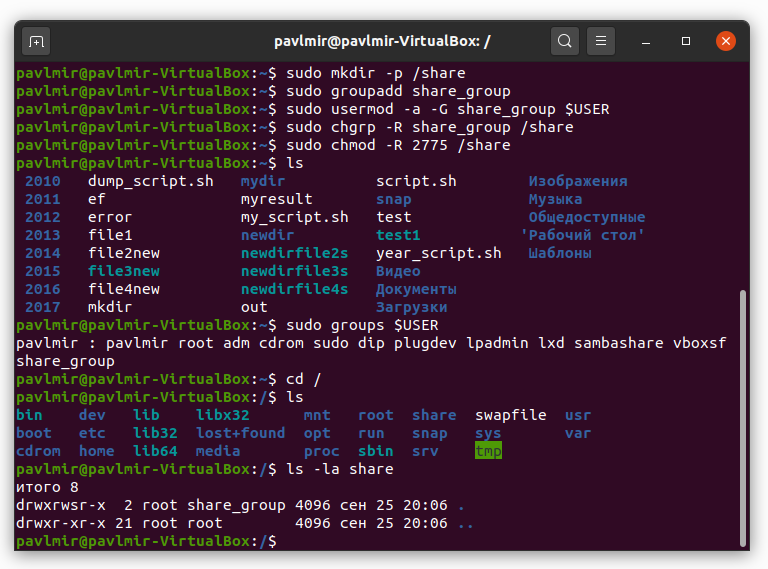 pavlmir@pavlmir-VirtualBox: /
pavlmir@pavlmir-VirtualBox:~$ sudo mkdir -p /share
pavlmir@pavlmir-VirtualBox:~$ sudo groupadd share_group
pavlmir@pavlmir-VirtualBox:~$ sudo usermod -a -G share_group $USER
pavlmir@pavlmir-VirtualBox:~$ sudo chgrp -R share_group /share
pavlmir@pavlmir-VirtualBox:~$ sudo chmod -R 2775 /share
pavlmir@pavlmir-VirtualBox:~$ ls
2010 dump_script.sh mydir script.sh Изображения
2011 ef myresult snap Музыка
2012 error my_script.sh test Общедоступные
2013 file1 newdir test1 'Рабочий стол'
2014 file2new newdirfile2s year_script.sh Шаблоны
2015 file3new newdirfile3s Видео
2016 file4new newdirfile4s Документы
2017 mkdir out Загрузки
pavlmir@pavlmir-VirtualBox:~$ sudo groups $USER
pavlmir : pavlmir root adm cdrom sudo dip plugdev lpadmin lxd sambashare vboxsf
share_group
pavlmir@pavlmir-VirtualBox:~$ cd /
pavlmir@pavlmir-VirtualBox:/$ ls
bin dev lib libx32 mnt root share swapfile usr
boot etc lib32 lost+found opt run snap sys var
cdrom home lib64 media proc sbin srv tmp
pavlmir@pavlmir-VirtualBox:/$ ls -la share
итого 8
drwxrwsr-x 2 root share_group 4096 сен 25 20:06 .
drwxr-xr-x 21 root root 4096 сен 25 20:06 ..
pavlmir@pavlmir-VirtualBox:/$